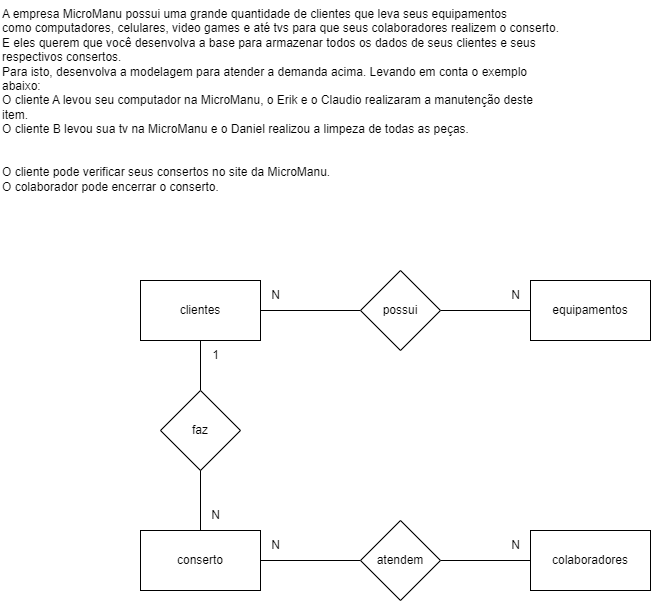 A empresa MicroManu possui uma grande quantidade de clientes que leva seus equipamentos
como computadores, celulares, video games e até tvs para que seus colaboradores realizem o conserto.
E eles querem que você desenvolva a base para armazenar todos os dados de seus clientes e seus
respectivos consertos.
Para isto, desenvolva a modelagem para atender a demanda acima. Levando em conta o exemplo
abaixo:
O cliente A levou seu computador na MicroManu, o Erik e o Claudio realizaram a manutenção deste
item.
O cliente B levou sua tv na MicroManu e o Daniel realizou a limpeza de todas as peças.
O cliente pode verificar seus consertos no site da MicroManu.
O colaborador pode encerrar o conserto.
clientes
N
possui
N
equipamentos
1
faz
N
conserto
N
atendem
N
colaboradores